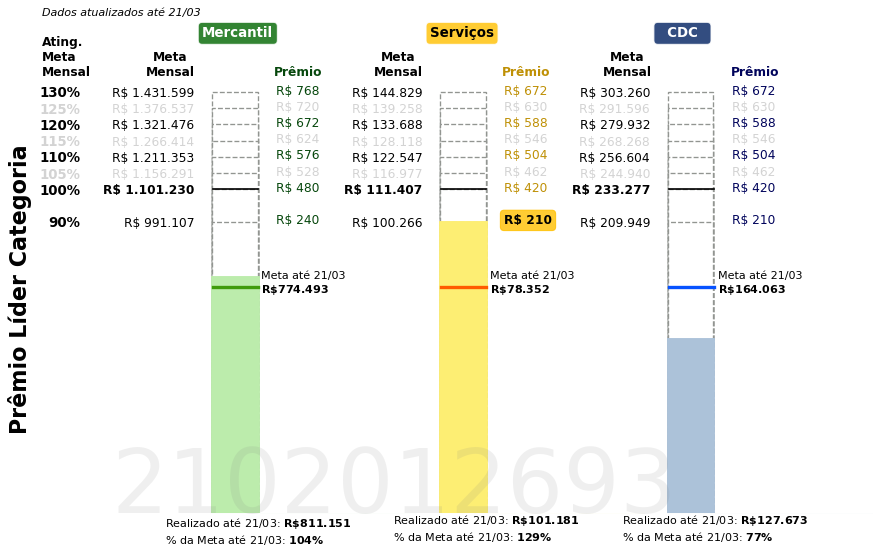 Dados atualizados até 21/03
Mercantil Serviços CDC
Ating.
Meta Meta Meta Meta
Mensal Mensal Prêmio Mensal Prêmio Mensal Prêmio
130% R$ 1.431.599 R$ 768 R$ 144.829 R$ 672 R$ 303.260 R$ 672
125% R$ 1.376.537 R$ 720 R$ 139.258 R$ 630 R$ 291.596 R$ 630
120% R$ 1.321.476 R$ 672 R$ 133.688 R$ 588 R$ 279.932 R$ 588
115% R$ 1.266.414 R$ 624 R$ 128.118 R$ 546 R$ 268.268 R$ 546
110% R$ 1.211.353 R$ 576 R$ 122.547 R$ 504 R$ 256.604 R$ 504
105% R$ 1.156.291 R$ 528 R$ 116.977 R$ 462 R$ 244.940 R$ 462
100% R$ 1.101.230 R$ 480 R$ 111.407 R$ 420 R$ 233.277 R$ 420
90% R$ 991.107 R$ 240 R$ 100.266 R$ 210 R$ 209.949 R$ 210
Meta até 21/03 Meta até 21/03 Meta até 21/03
R$774.493 R$78.352 R$164.063
Prêmio Líder Categoria
2102012693
Realizado até 21/03: R$811.151 Realizado até 21/03: R$101.181 Realizado até 21/03: R$127.673
% da Meta até 21/03: 104% % da Meta até 21/03: 129% % da Meta até 21/03: 77%